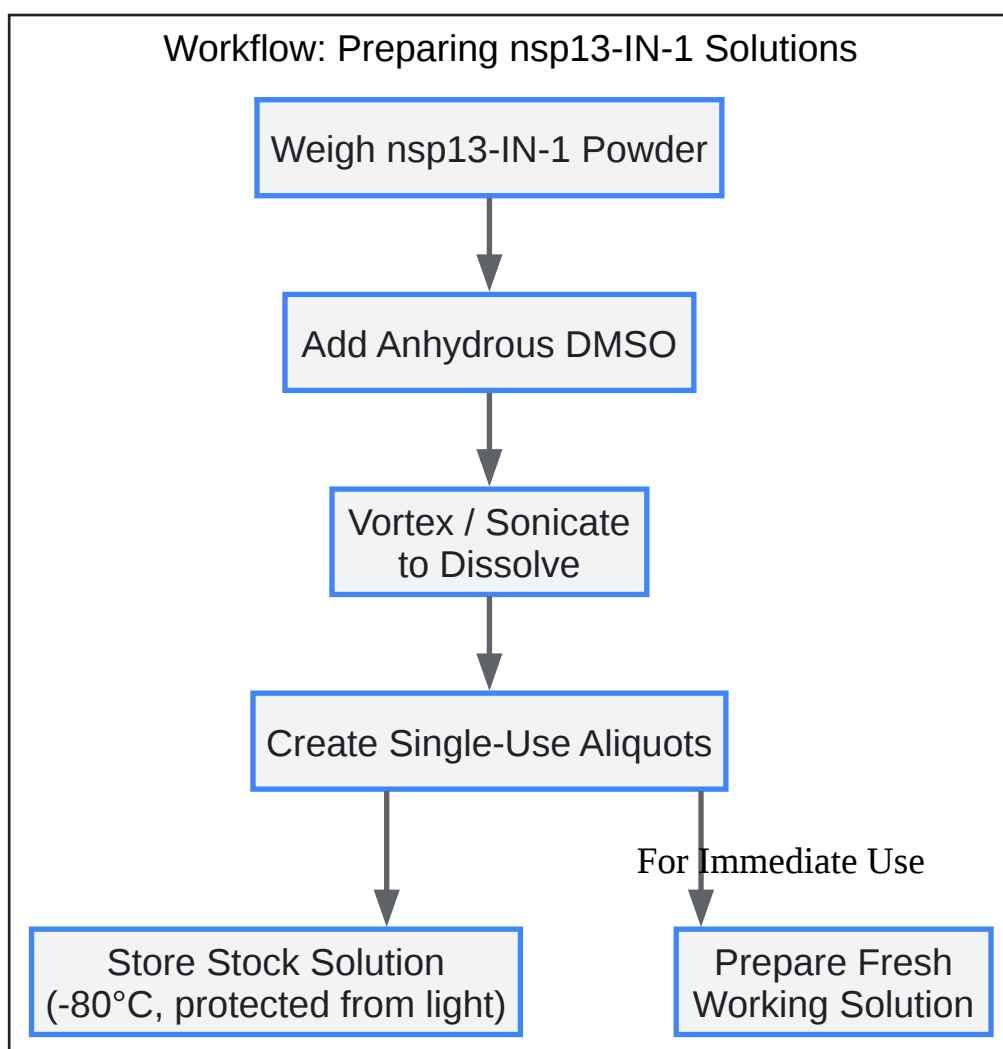 Workflow: Preparing nsp13-IN-1 Solutions
Weigh nsp13-IN-1 Powder
Add Anhydrous DMSO
Vortex / Sonicate
to Dissolve
Create Single-Use Aliquots
For Immediate Use
Store Stock Solution
(-80°C, protected from light)
Prepare Fresh
Working Solution